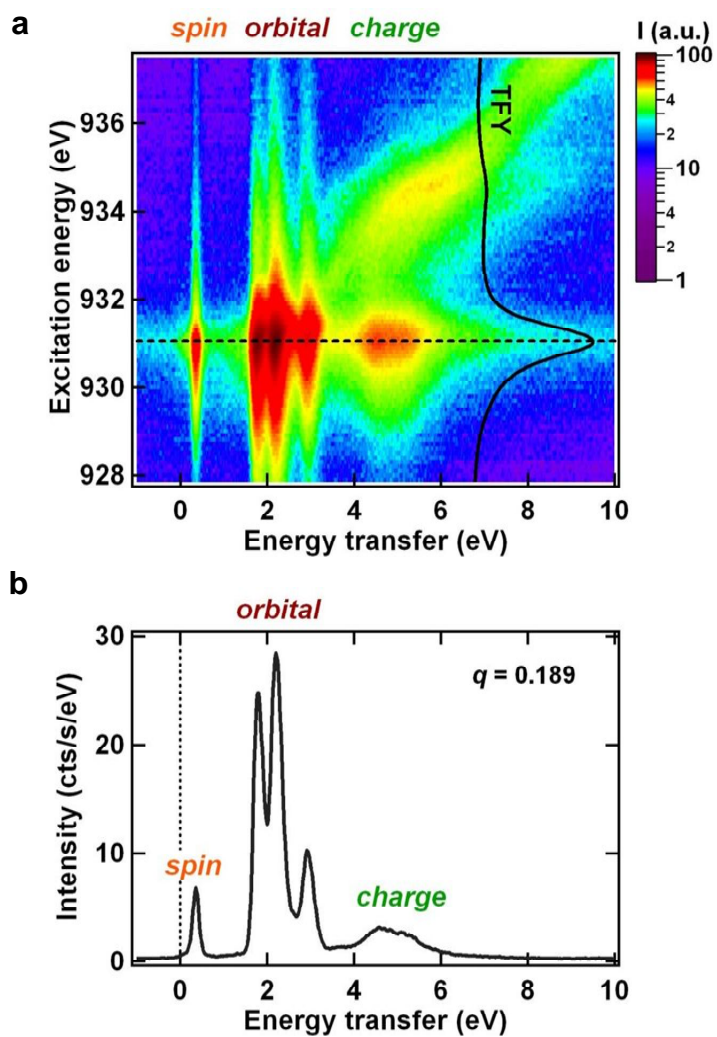 a
spin orbital charge
I (a.u.)
100
4
2
10
4
2
1
936
934
932
930
928
Excitation energy (eV)
TFY
0 2 4 6 8 10
Energy transfer (eV)
b
orbital
30
20
10
0
Intensity (cts/s/eV)
q = 0.189
spin
charge
0 2 4 6 8 10
Energy transfer (eV)